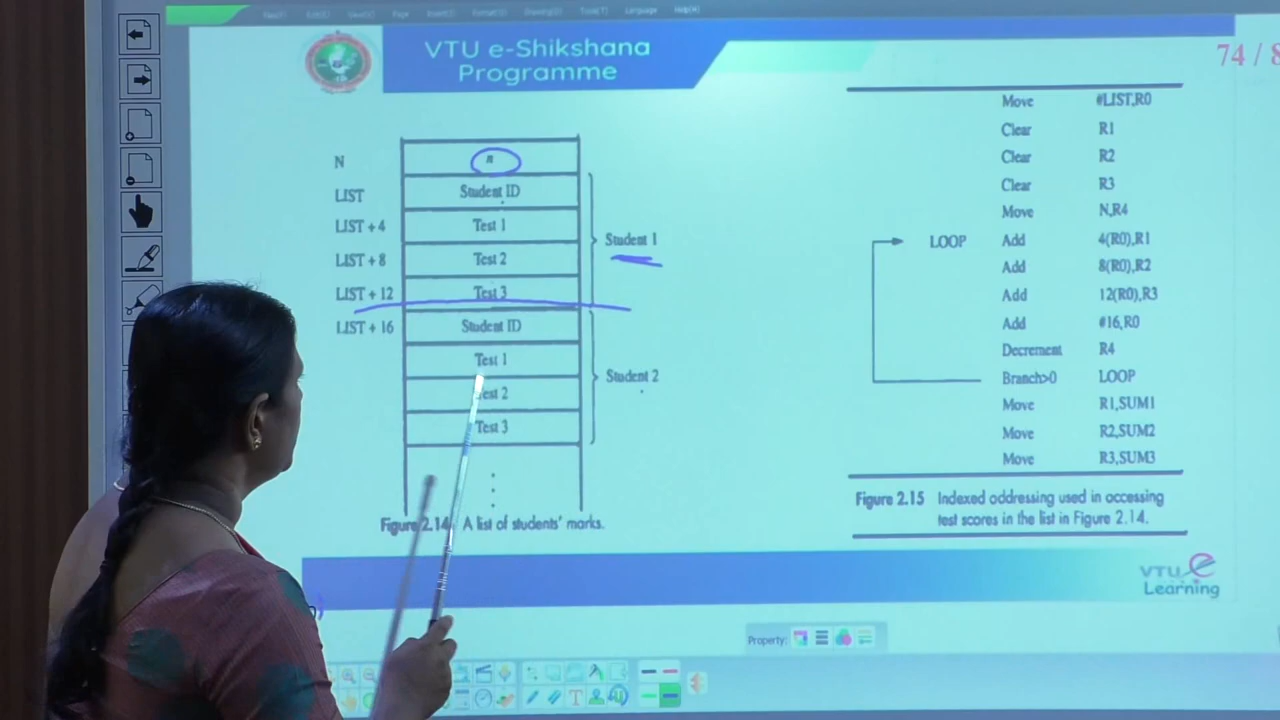 VTU e-Shikshana
Programme
74 / 8
N n
LIST Student ID
LIST + 4 Test 1
LIST + 8 Test 2
LIST + 12 Test 3
LIST + 16 Student ID
Test 1
Test 2
Test 3
Student 1
Student 2
Figure 2.14 A list of students' marks.
Move #LIST,R0
Clear R1
Clear R2
Clear R3
Move N,R4
LOOP Add 4(R0),R1
Add 8(R0),R2
Add 12(R0),R3
Add #16,R0
Decrement R4
Branch>0 LOOP
Move R1,SUM1
Move R2,SUM2
Move R3,SUM3
Figure 2.15 Indexed addressing used in accessing
test scores in the list in Figure 2.14.
VTU e
Learning
Property: